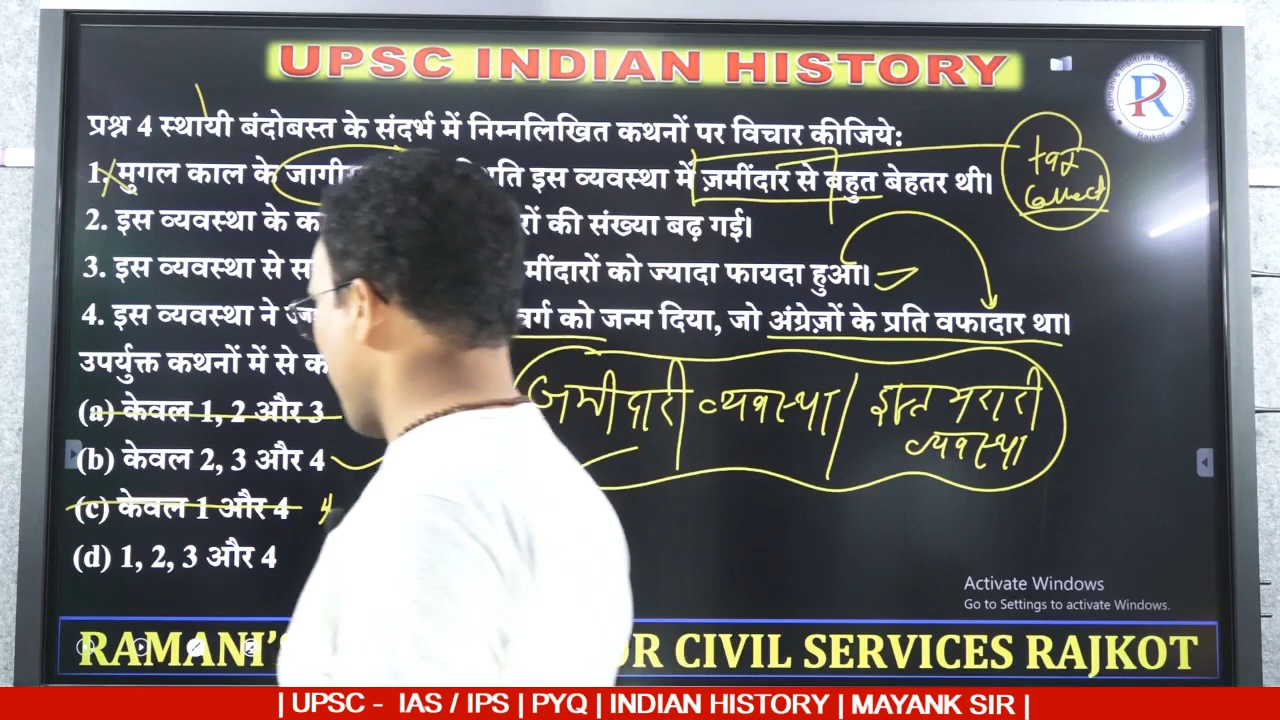 UPSC INDIAN HISTORY
प्रश्न 4 स्थायी बंदोबस्त के संदर्भ में निम्नलिखित कथनों पर विचार कीजिये:
1. मुगल काल के इस व्यवस्था में ज़मींदार से बहुत बेहतर थी।
tax
collect
2. इस व्यवस्था के की संख्या बढ़ गई।
3. इस व्यवस्था से को ज्यादा फायदा हुआ।
4. इस व्यवस्था ने वर्ग को जन्म दिया, जो अंग्रेज़ों के प्रति वफादार था।
उपर्युक्त कथनों में से
(a) केवल 1, 2 और 3
(b) केवल 2, 3 और 4
(c) केवल 1 और 4
(d) 1, 2, 3 और 4
जमीदारी व्यवस्था /
व्यवस्था
Activate Windows
Go to Settings to activate Windows.
RAMANI'S CIVIL SERVICES RAJKOT
| UPSC - IAS / IPS | PYQ | INDIAN HISTORY | MAYANK SIR |